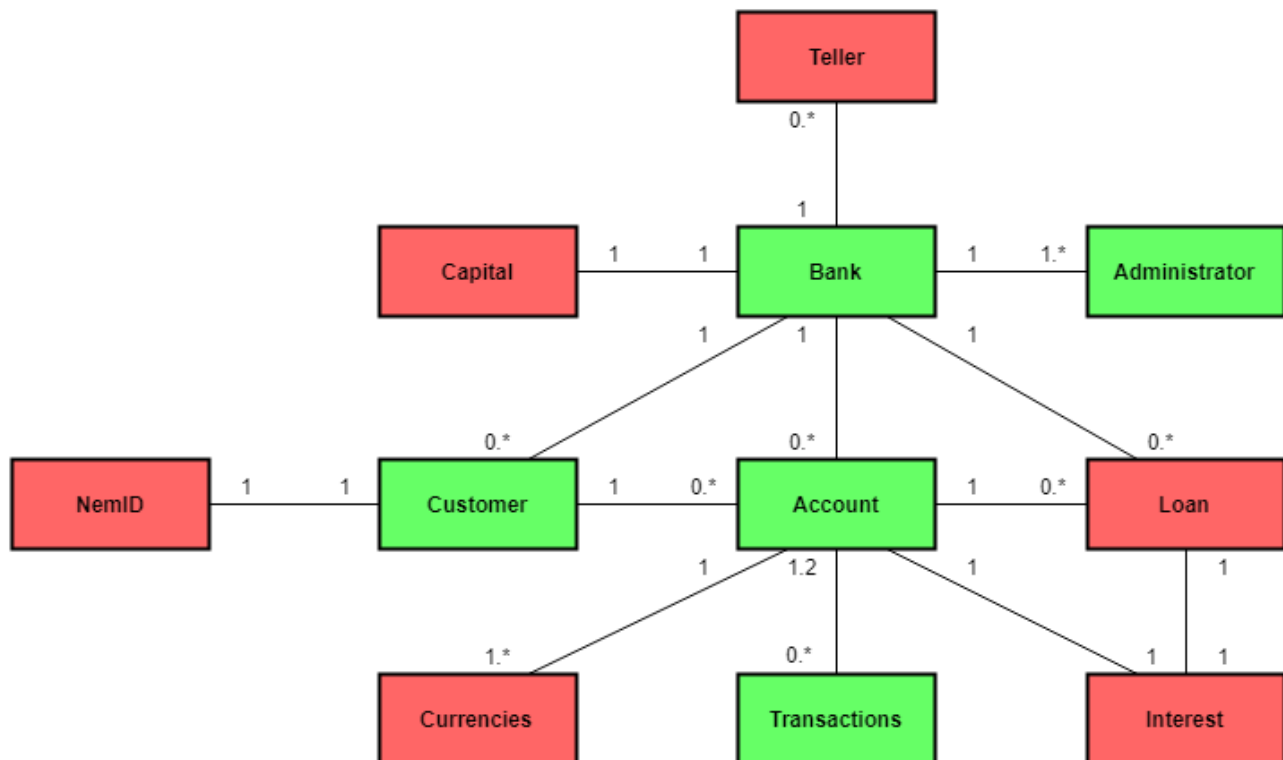 Teller
0.*
1
Capital
1
1
Bank
1
1.*
Administrator
1
1
1
0.*
0.*
0.*
NemID
1
1
Customer
1
0.*
Account
1
0.*
Loan
1
1.2
1
1
1.*
0.*
1
1
Currencies
Transactions
Interest